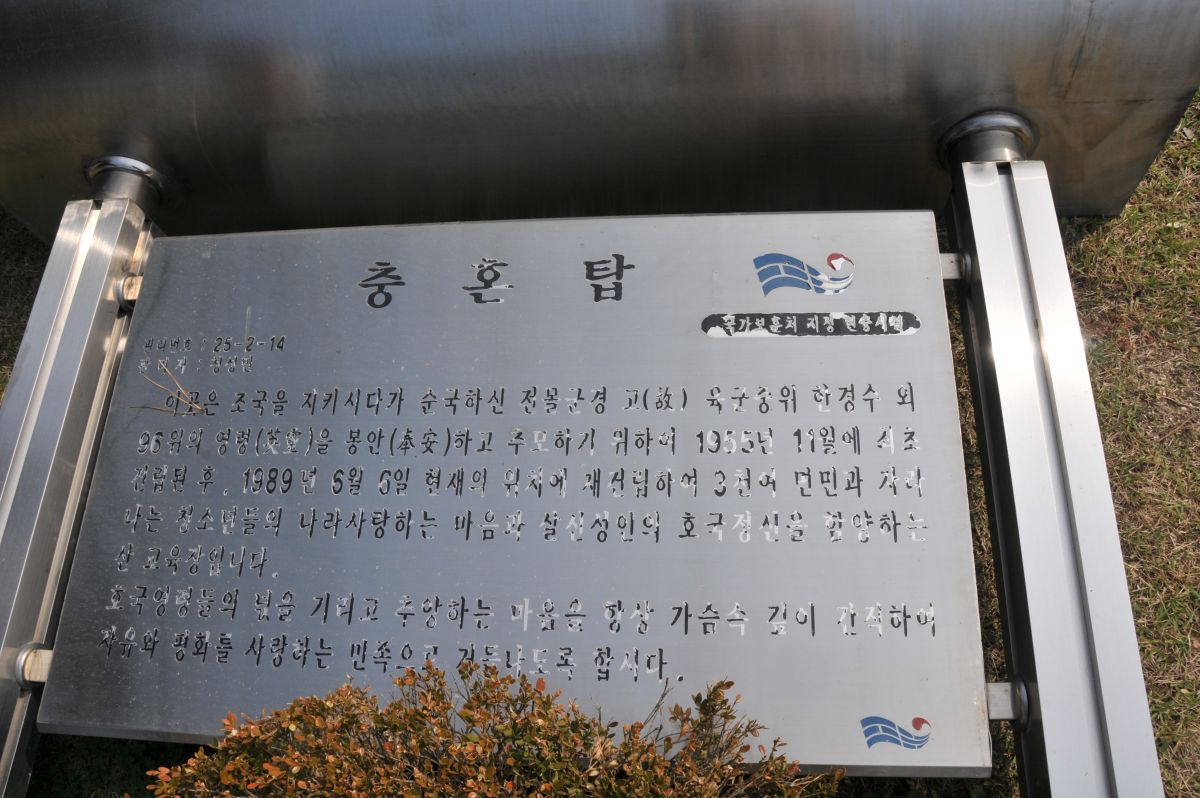 충혼탑
국가보훈처 지정 현충시설
관리번호 : 25-2-14
관리자 :
이곳은 조국을 지키시다가 순국하신 전몰군경 고(故) 육군중위 한경수 외
96위의 영령(英靈)을 봉안(奉安)하고 추모하기 위하여 1955년 11월에 최초
건립된 후, 1989년 6월 6일 현재의 위치에 재건립하여 3천여 면민과 자라
나는 청소년들의 나라사랑하는 마음과 살신성인의 호국정신을 함양하는
산 교육장입니다.
호국영령들의 넋을 기리고 추앙하는 마음을 항상 가슴속 깊이 간직하여
자유와 평화를 사랑하는 민족으로 거듭나도록 합시다.